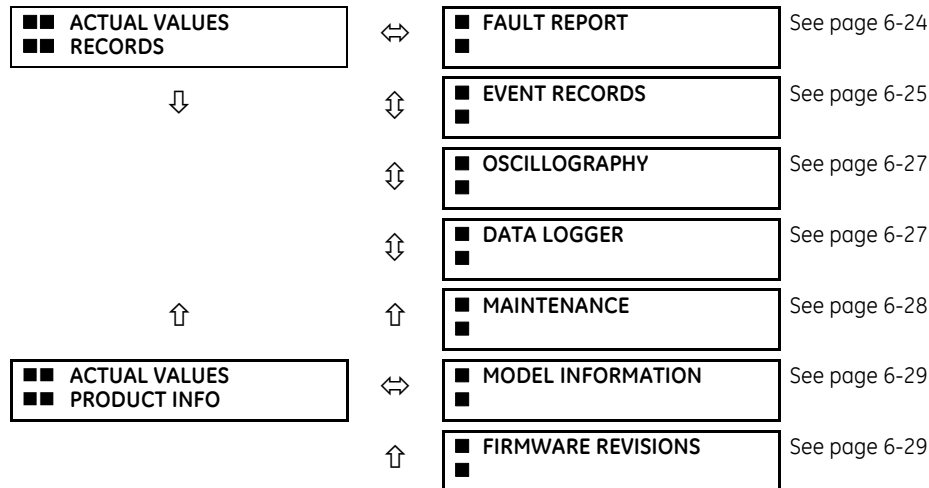 ■■ ACTUAL VALUES
■■ RECORDS
■ FAULT REPORT
■
See page 6-24
■ EVENT RECORDS
■
See page 6-25
■ OSCILLOGRAPHY
■
See page 6-27
■ DATA LOGGER
■
See page 6-27
■ MAINTENANCE
■
See page 6-28
■■ ACTUAL VALUES
■■ PRODUCT INFO
■ MODEL INFORMATION
■
See page 6-29
■ FIRMWARE REVISIONS
■
See page 6-29